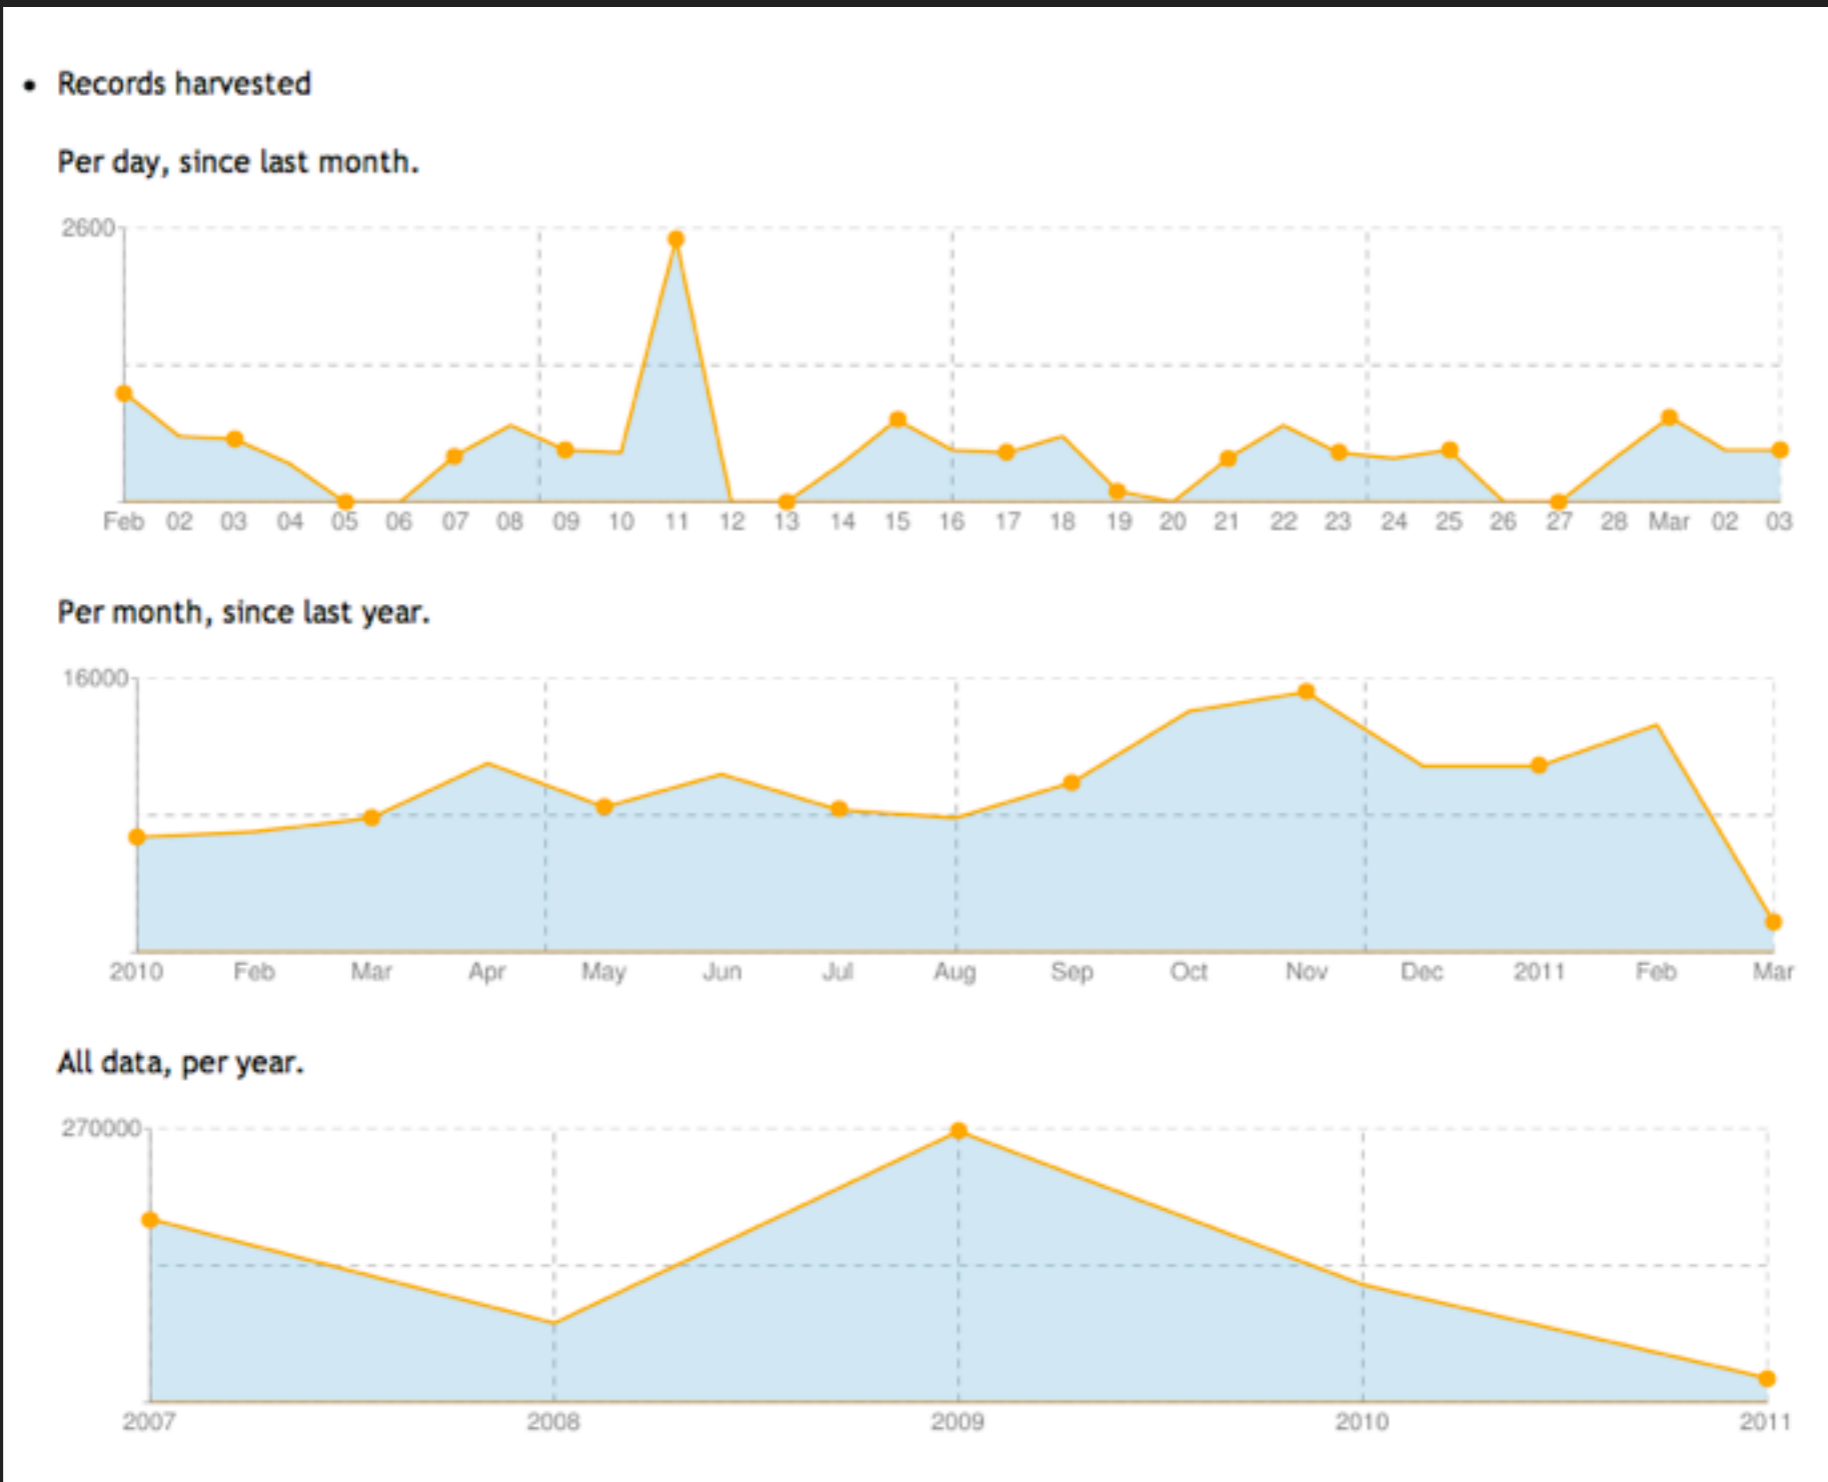 • Records harvested
Per day, since last month.
2600
Feb 02 03 04 05 06 07 08 09 10 11 12 13 14 15 16 17 18 19 20 21 22 23 24 25 26 27 28 Mar 02 03
Per month, since last year.
16000
2010 Feb Mar Apr May Jun Jul Aug Sep Oct Nov Dec 2011 Feb Mar
All data, per year.
270000
2007 2008 2009 2010 2011